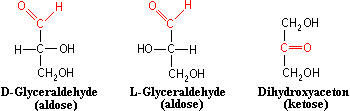 O H O H
C C CH₂OH
H C OH HO C H C O
CH₂OH CH₂OH CH₂OH
D-Glyceraldehyde L-Glyceraldehyde Dihydroxyaceton
(aldose) (aldose) (ketose)